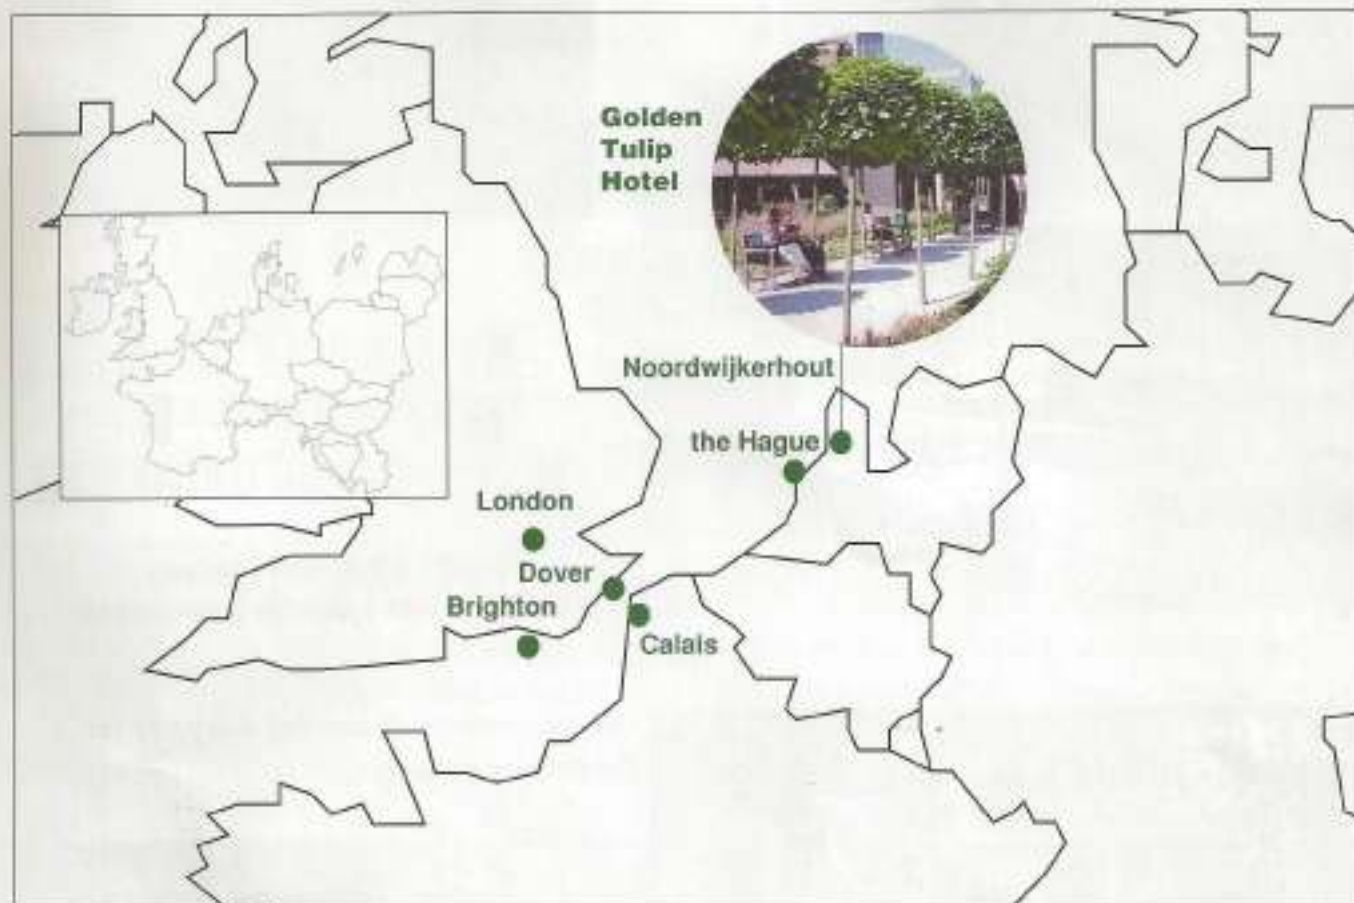 Golden
Tulip
Hotel
Noordwijkerhout
the Hague
London
Dover
Brighton
Calais